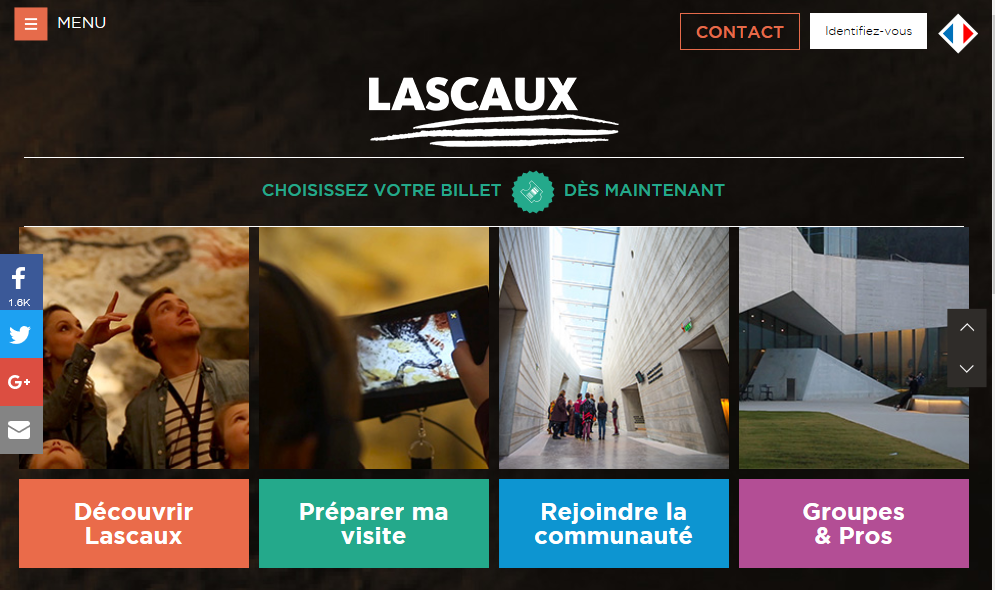 MENU
CONTACT
Identifiez-vous
LASCAUX
CHOISISSEZ VOTRE BILLET DÈS MAINTENANT
1.6K
Découvrir
Lascaux
Préparer ma
visite
Rejoindre la
communauté
Groupes
& Pros